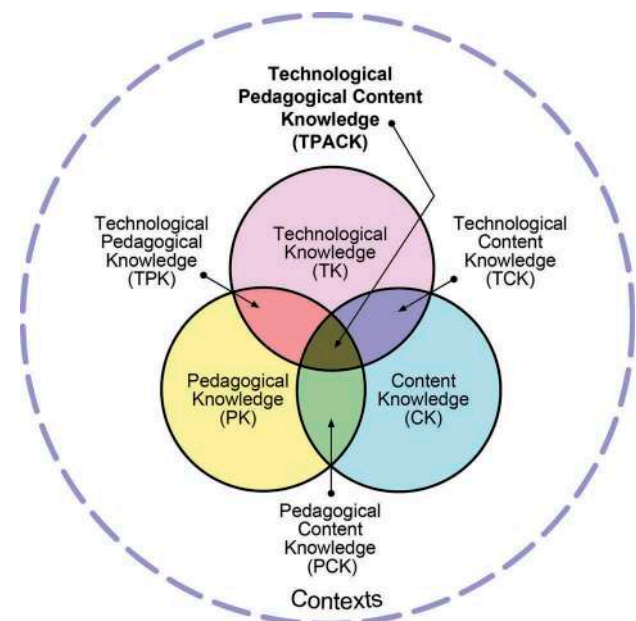 Technological
Pedagogical Content
Knowledge
(TPACK)
Technological
Pedagogical
Knowledge
(TPK)
Technological
Knowledge
(TK)
Technological
Content
Knowledge
(TCK)
Pedagogical
Knowledge
(PK)
Content
Knowledge
(CK)
Pedagogical
Content
Knowledge
(PCK)
Contexts